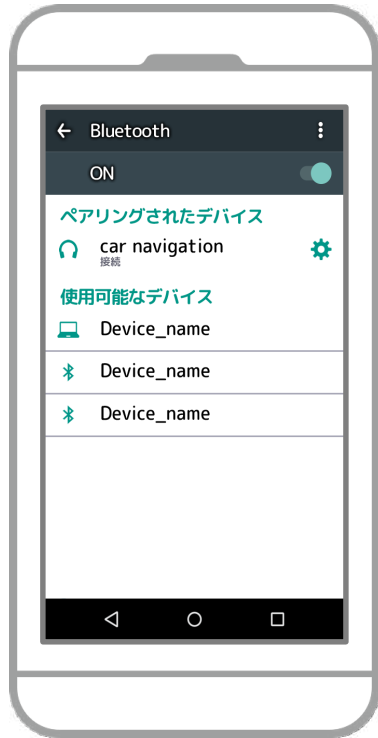 Bluetooth
ON
ペアリングされたデバイス
car navigation
接続
使用可能なデバイス
Device_name
Device_name
Device_name